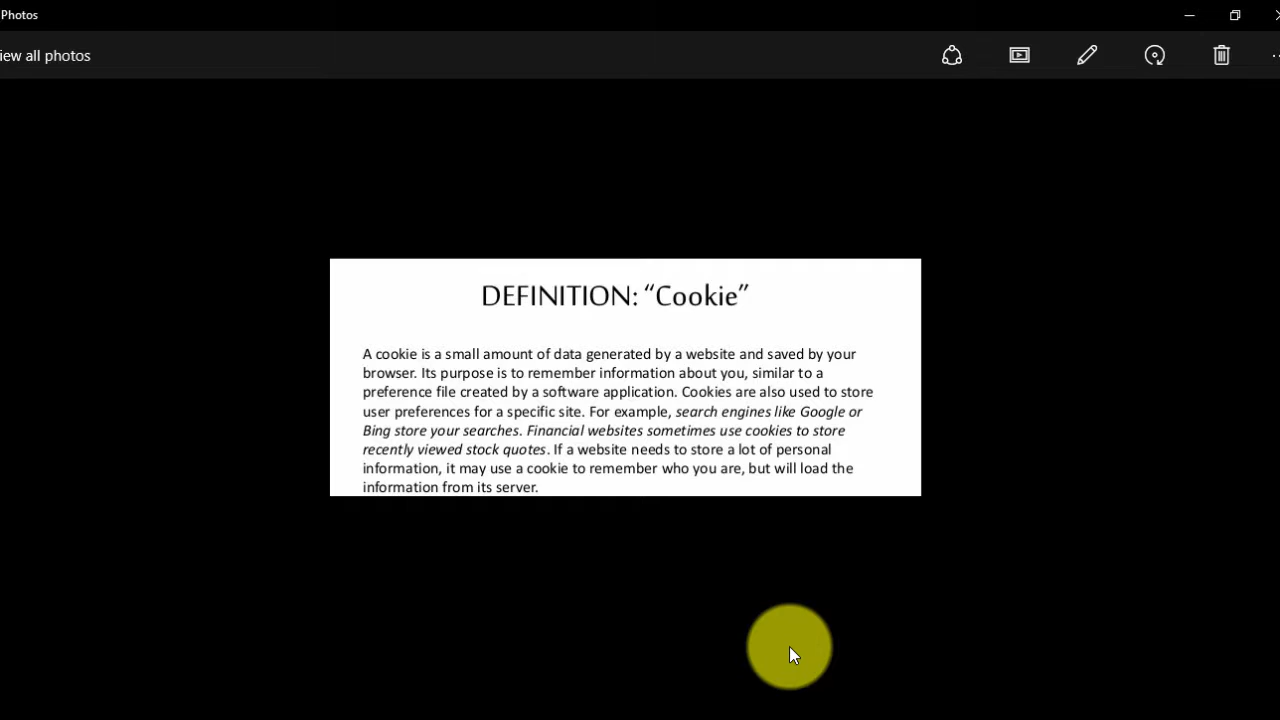 Photos
iew all photos
DEFINITION: “Cookie”
A cookie is a small amount of data generated by a website and saved by your
browser. Its purpose is to remember information about you, similar to a
preference file created by a software application. Cookies are also used to store
user preferences for a specific site. For example, search engines like Google or
Bing store your searches. Financial websites sometimes use cookies to store
recently viewed stock quotes. If a website needs to store a lot of personal
information, it may use a cookie to remember who you are, but will load the
information from its server.